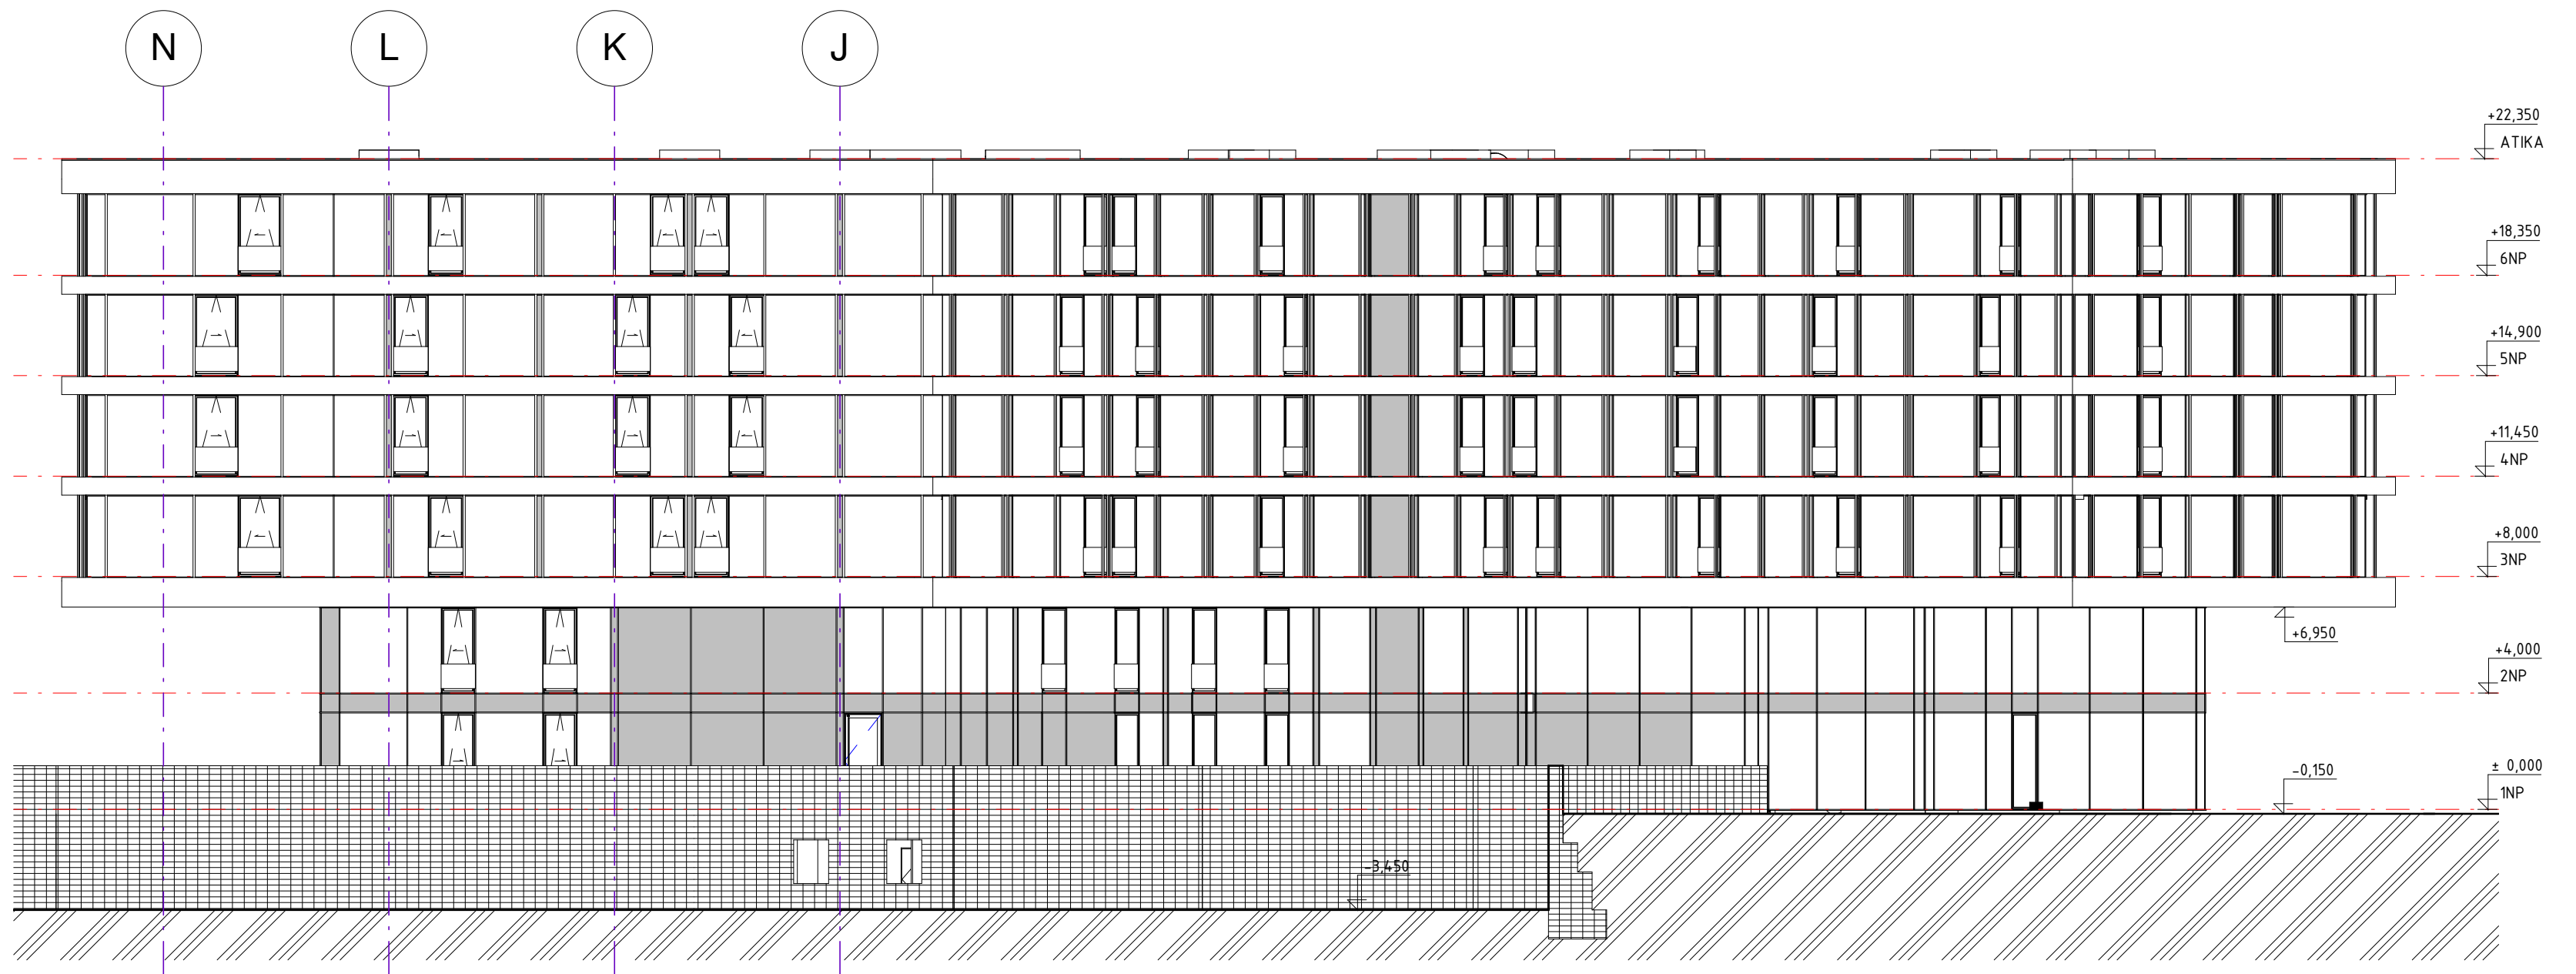 N L K J
+22,350
ATIKA
+18,350
6NP
+14,900
5NP
+11,450
4NP
+8,000
3NP
+6,950
+4,000
2NP
-0,150
± 0,000
1NP
-3,450